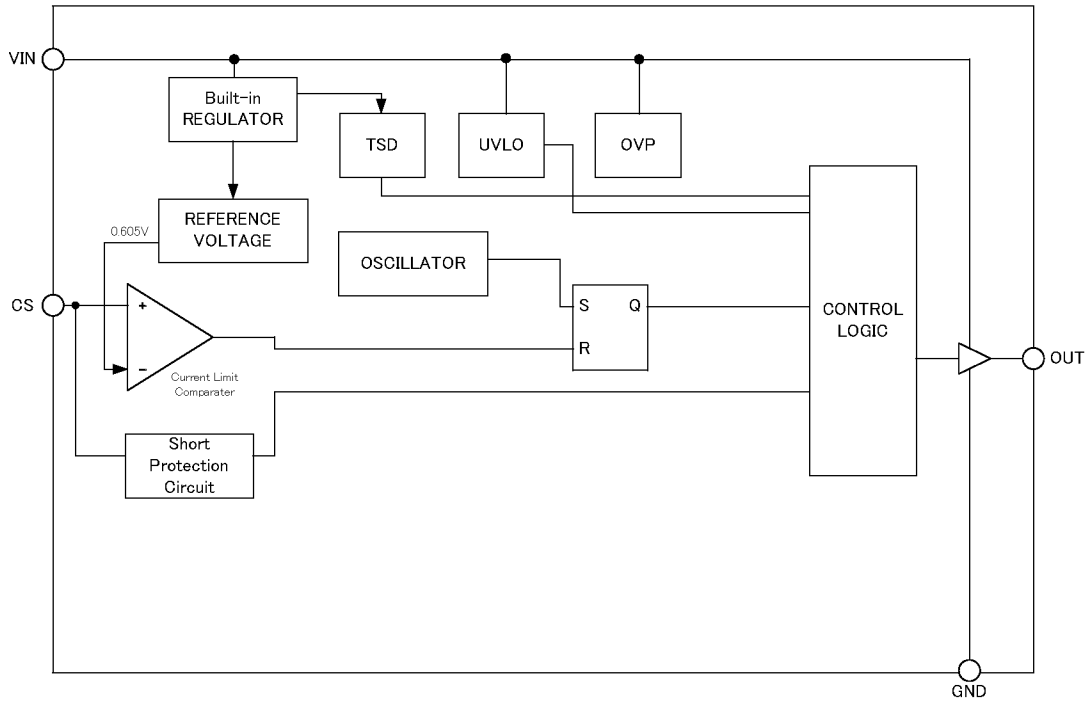 VIN
Built-in
REGULATOR
TSD
UVLO
OVP
REFERENCE
VOLTAGE
0.605V
OSCILLATOR
CS
+
-
S
Q
R
CONTROL
LOGIC
OUT
Current Limit
Comparater
Short
Protection
Circuit
GND